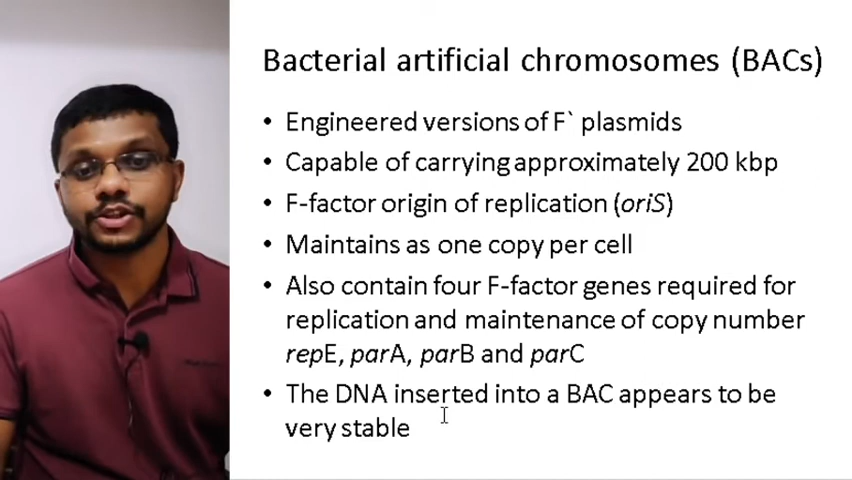 Bacterial artificial chromosomes (BACs)
• Engineered versions of F` plasmids
• Capable of carrying approximately 200 kbp
• F-factor origin of replication (oriS)
• Maintains as one copy per cell
• Also contain four F-factor genes required for
replication and maintenance of copy number
repE, parA, parB and parC
• The DNA inserted into a BAC appears to be
very stable